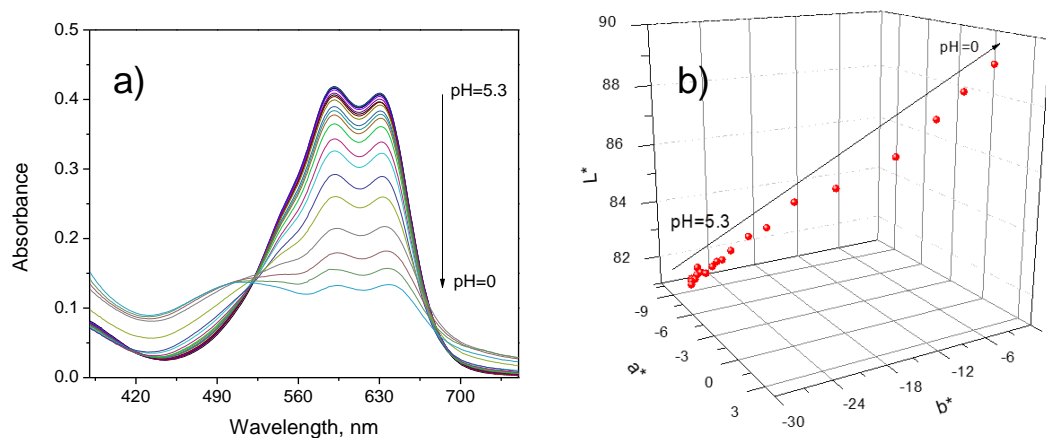 a)
0.5
0.4
0.3
0.2
0.1
0.0
Absorbance
pH=5.3
pH=0
420
490
560
630
700
Wavelength, nm
b)
90
88
86
84
82
L*
pH=0
pH=5.3
-9
-6
-3
0
3
a*
-30
-24
-18
-12
-6
b*